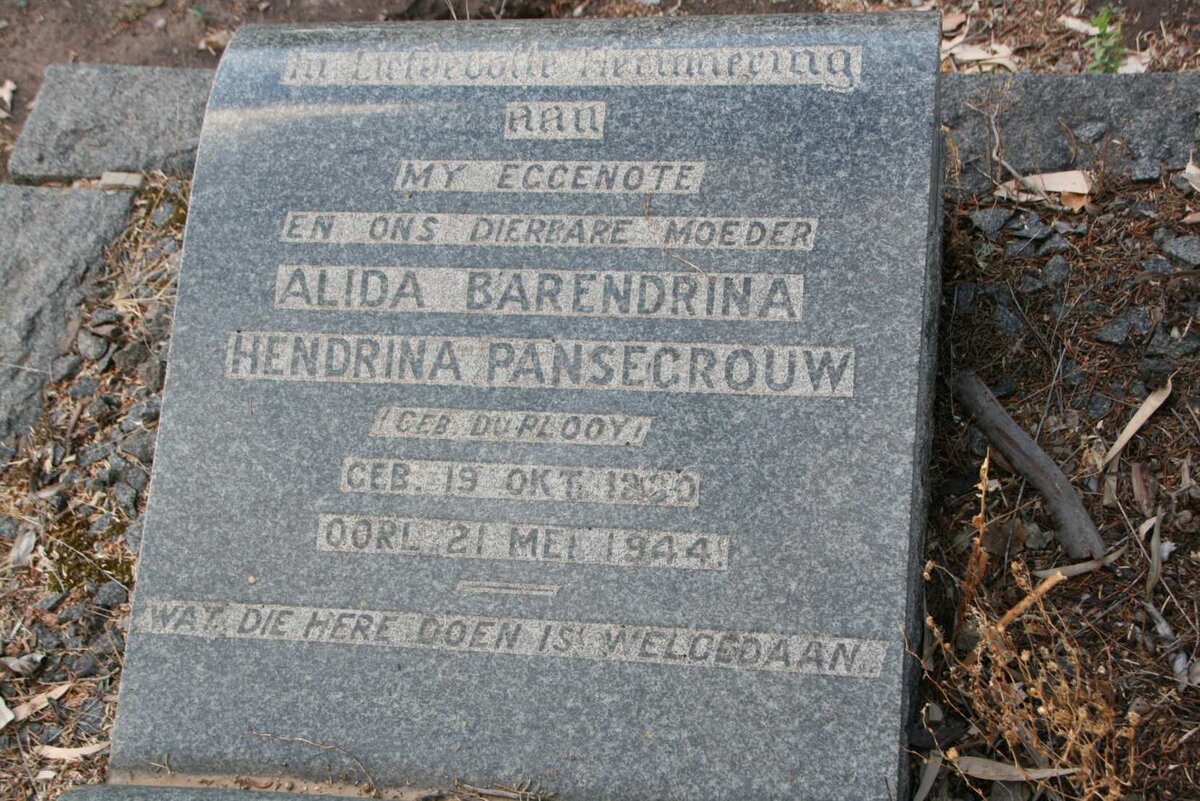 In Liefdevolle Herinnering
aan
MY EGGENOTE
EN ONS DIERBARE MOEDER
ALIDA BARENDRINA
HENDRINA PANSEGROUW
(GEB. DU PLOOY)
GEB. 19 OKT.
OORL. 21 MEI 1944
WAT DIE HERE DOEN IS WELGEDAAN